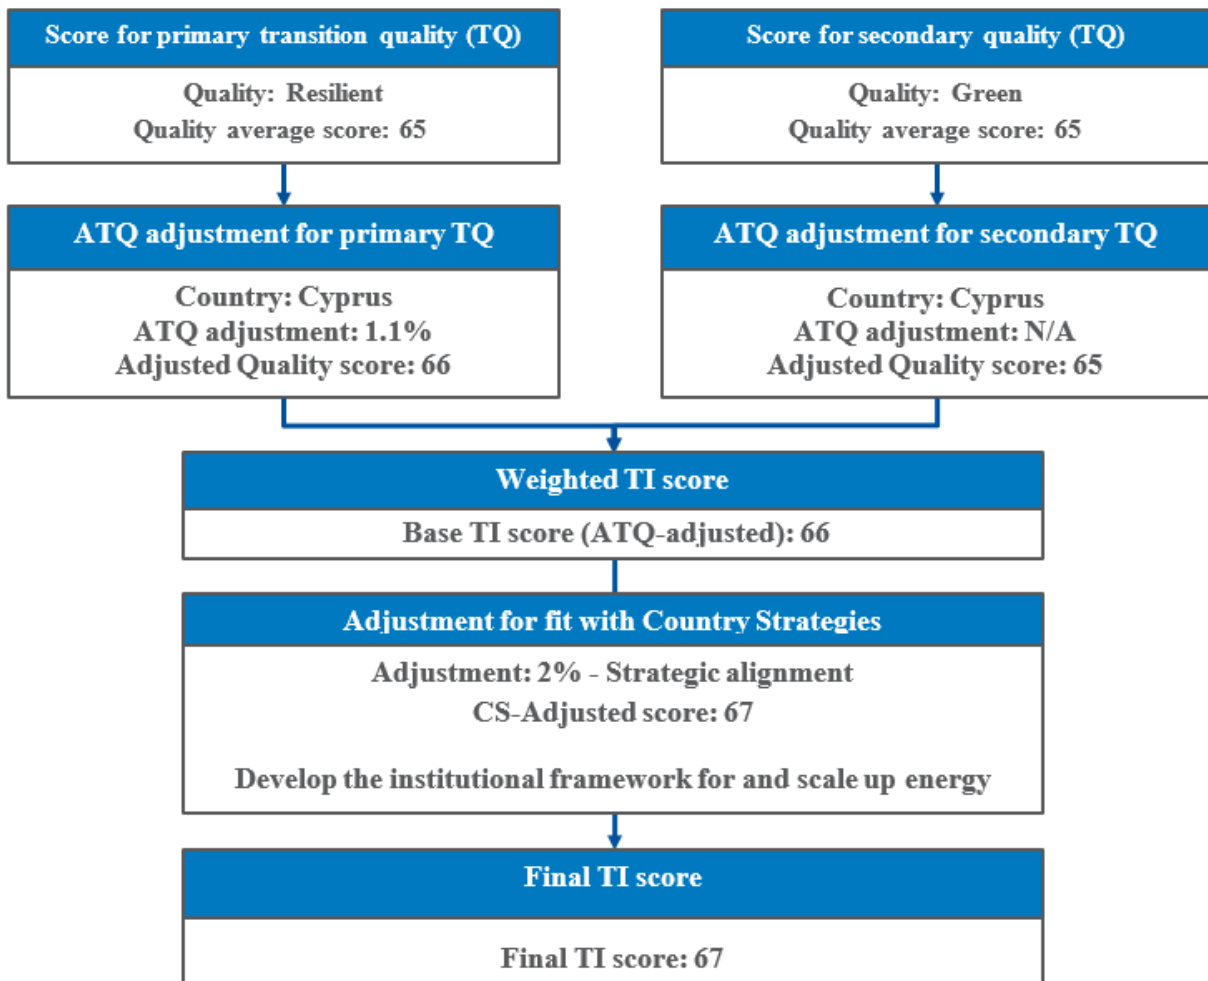 Score for primary transition quality (TQ)
Quality: Resilient
Quality average score: 65
Score for secondary quality (TQ)
Quality: Green
Quality average score: 65
ATQ adjustment for primary TQ
Country: Cyprus
ATQ adjustment: 1.1%
Adjusted Quality score: 66
ATQ adjustment for secondary TQ
Country: Cyprus
ATQ adjustment: N/A
Adjusted Quality score: 65
Weighted TI score
Base TI score (ATQ-adjusted): 66
Adjustment for fit with Country Strategies
Adjustment: 2% - Strategic alignment
CS-Adjusted score: 67
Develop the institutional framework for and scale up energy
Final TI score
Final TI score: 67